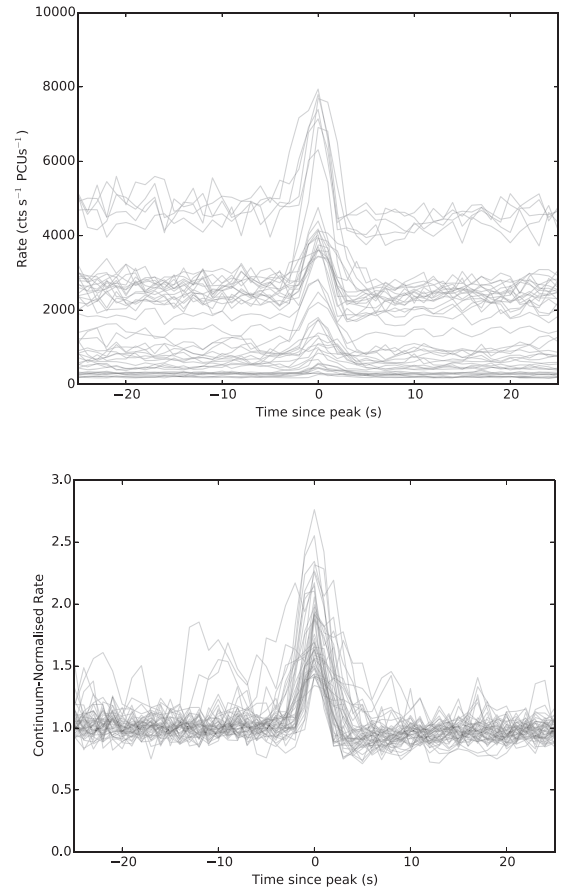 10000
8000
6000
4000
2000
0
Rate (cts s⁻¹ PCUs⁻¹)
−20 −10 0 10 20
Time since peak (s)
3.0
2.5
2.0
1.5
1.0
0.5
0.0
Continuum-Normalised Rate
−20 −10 0 10 20
Time since peak (s)